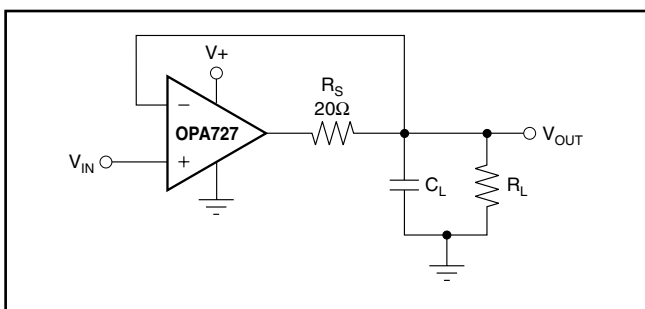 V+
R_S
20Ω
−
OPA727
V_IN
+
V_OUT
C_L
R_L